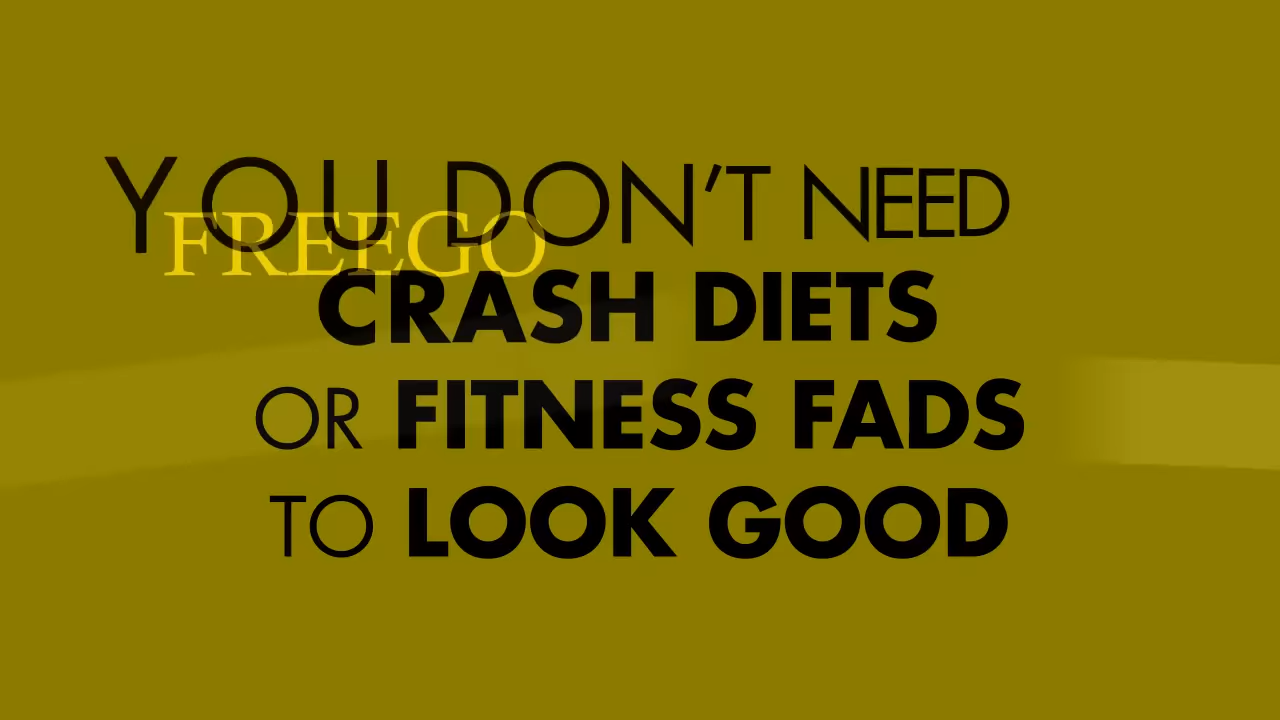 YOU DON'T NEED
FREEGO
CRASH DIETS
OR FITNESS FADS
TO LOOK GOOD